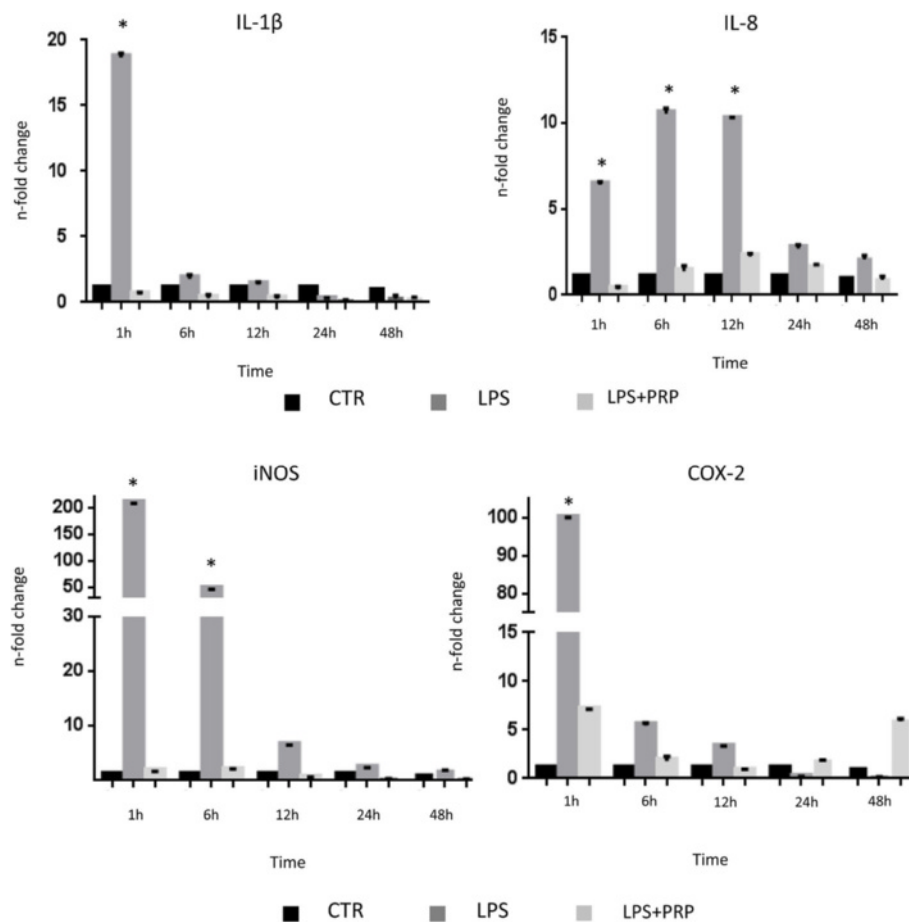 IL-1β
*
20
15
10
5
0
n-fold change
1h 6h 12h 24h 48h
Time
IL-8
* * *
15
10
5
0
n-fold change
1h 6h 12h 24h 48h
Time
CTR LPS LPS+PRP
iNOS
* *
200
150
100
50
30
20
10
n-fold change
1h 6h 12h 24h 48h
Time
COX-2
*
100
90
80
15
10
5
0
n-fold change
1h 6h 12h 24h 48h
Time
CTR LPS LPS+PRP